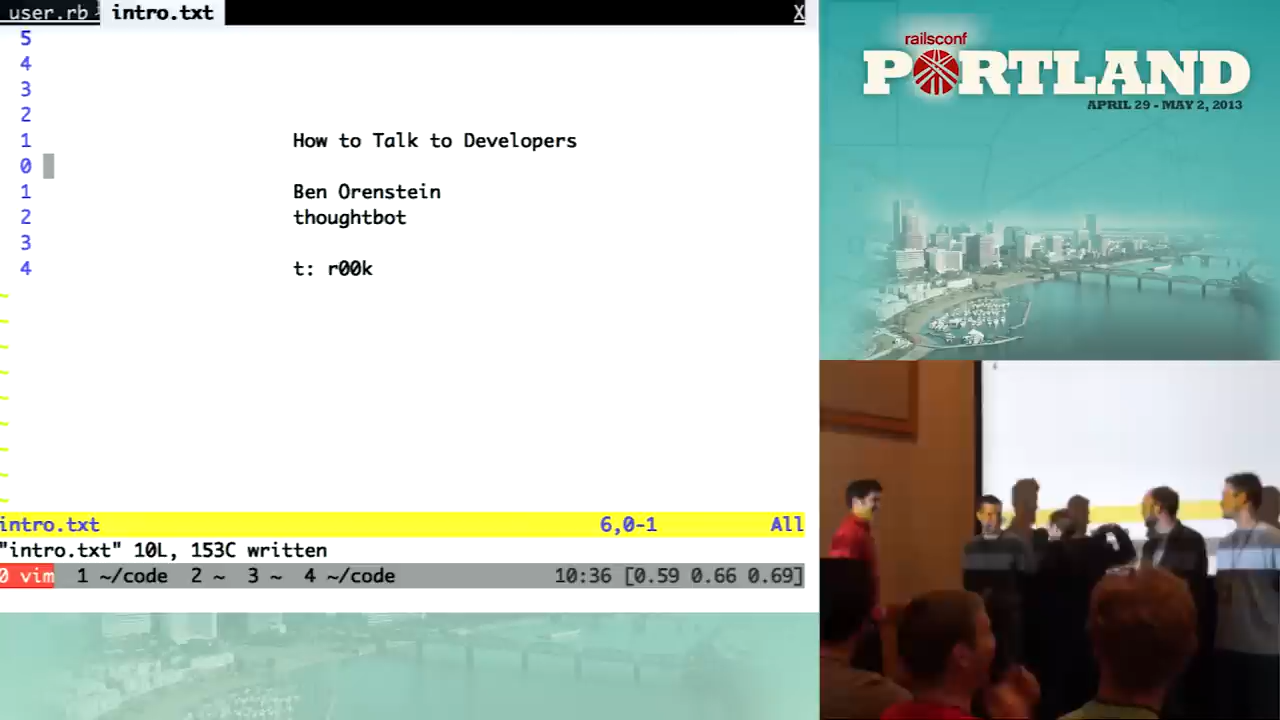 user.rb intro.txt X
5
4
3
2
1 How to Talk to Developers
0
1 Ben Orenstein
2 thoughtbot
3
4 t: r00k
~
~
~
~
~
~
~
~
~
intro.txt 6,0-1 All
"intro.txt" 10L, 153C written
0 vim 1 ~/code 2 ~ 3 ~ 4 ~/code 10:36 [0.59 0.66 0.69]
railsconf
PORTLAND
APRIL 29 - MAY 2, 2013